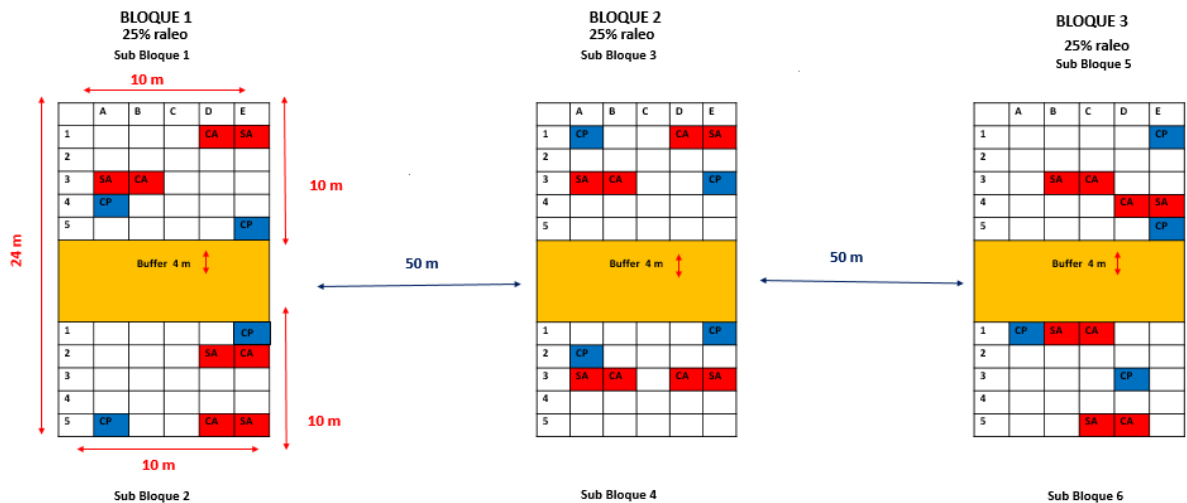 BLOQUE 1
25% raleo
Sub Bloque 1
10 m
BLOQUE 2
25% raleo
Sub Bloque 3
BLOQUE 3
25% raleo
Sub Bloque 5
24 m
A B C D E
1 CA SA
2
3 SA CA
4 CP
5 CP
10 m
Buffer 4 m
1 CP
2 SA CA
3
4
5 CP CA SA
10 m
10 m
Sub Bloque 2
50 m
A B C D E
1 CP CA SA
2
3 SA CA CP
4
5
Buffer 4 m
1 CP
2 CP
3 SA CA CA SA
4
5
Sub Bloque 4
50 m
A B C D E
1 CP
2
3 SA CA
4 CA SA
5 CP
Buffer 4 m
1 CP SA CA
2
3 CP
4
5 SA CA
Sub Bloque 6